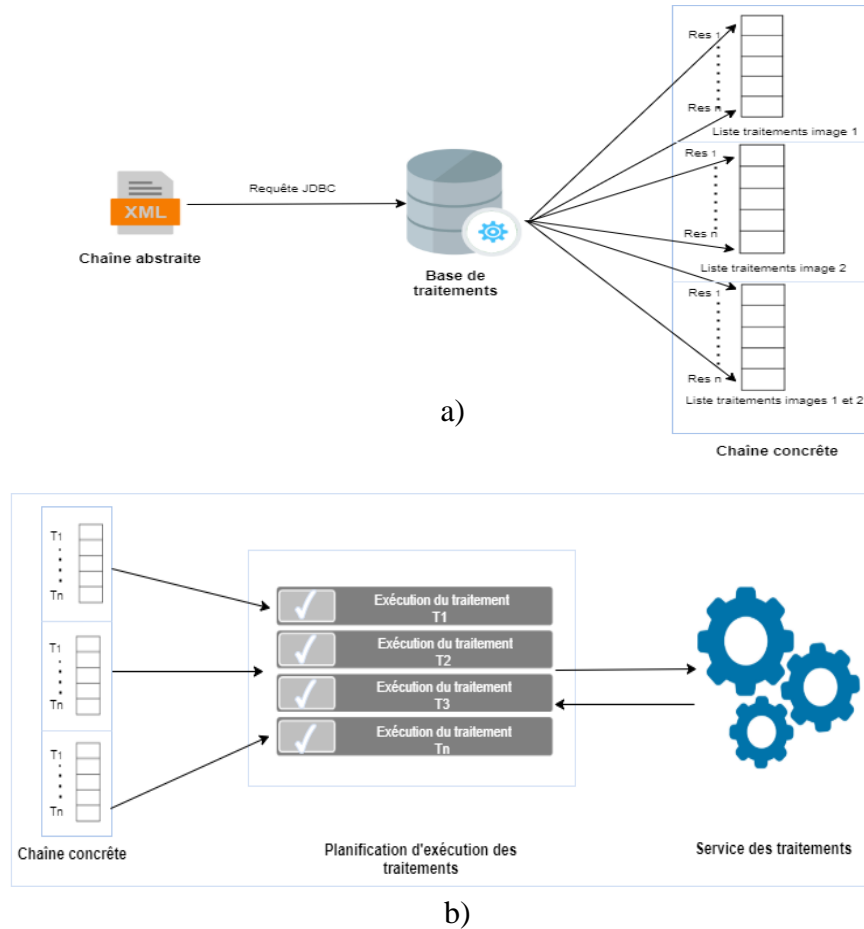 Res 1
Res n
Liste traitements image 1
Requête JDBC
XML
Chaîne abstraite
Base de
traitements
Res 1
Res n
Liste traitements image 2
Res 1
Res n
Liste traitements images 1 et 2
Chaîne concrête
a)
T1
Tn
T1
Tn
T1
Tn
Chaîne concrête
Exécution du traitement
T1
Exécution du traitement
T2
Exécution du traitement
T3
Exécution du traitement
Tn
Planification d'exécution des
traitements
Service des traitements
b)